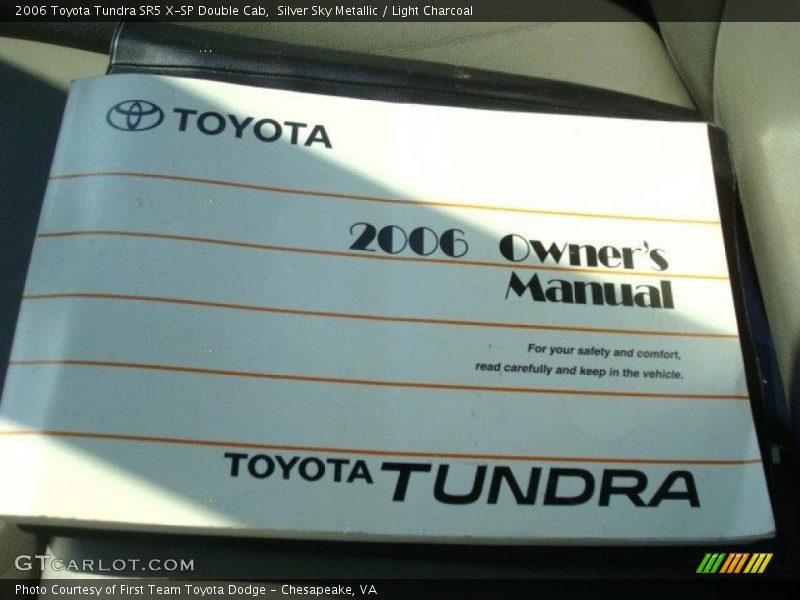 2006 Toyota Tundra SR5 X-SP Double Cab,  Silver Sky Metallic / Light Charcoal
TOYOTA
2006 Owner's
Manual
For your safety and comfort,
read carefully and keep in the vehicle.
TOYOTA TUNDRA
GTCARLOT.COM
Photo Courtesy of First Team Toyota Dodge - Chesapeake, VA